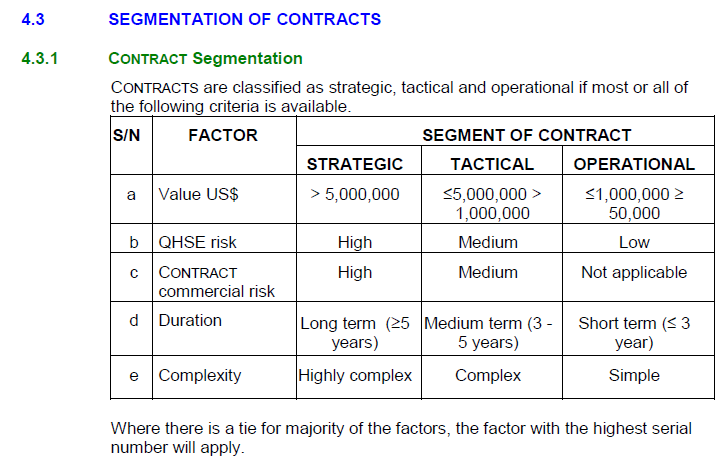 4.3 SEGMENTATION OF CONTRACTS
4.3.1 CONTRACT Segmentation
CONTRACTS are classified as strategic, tactical and operational if most or all of
the following criteria is available.
S/N FACTOR SEGMENT OF CONTRACT
STRATEGIC TACTICAL OPERATIONAL
a Value US$ > 5,000,000 ≤5,000,000 > ≤1,000,000 ≥
1,000,000 50,000
b QHSE risk High Medium Low
c CONTRACT High Medium Not applicable
commercial risk
d Duration Long term (≥5 Medium term (3 - Short term (≤ 3
years) 5 years) year)
e Complexity Highly complex Complex Simple
Where there is a tie for majority of the factors, the factor with the highest serial
number will apply.